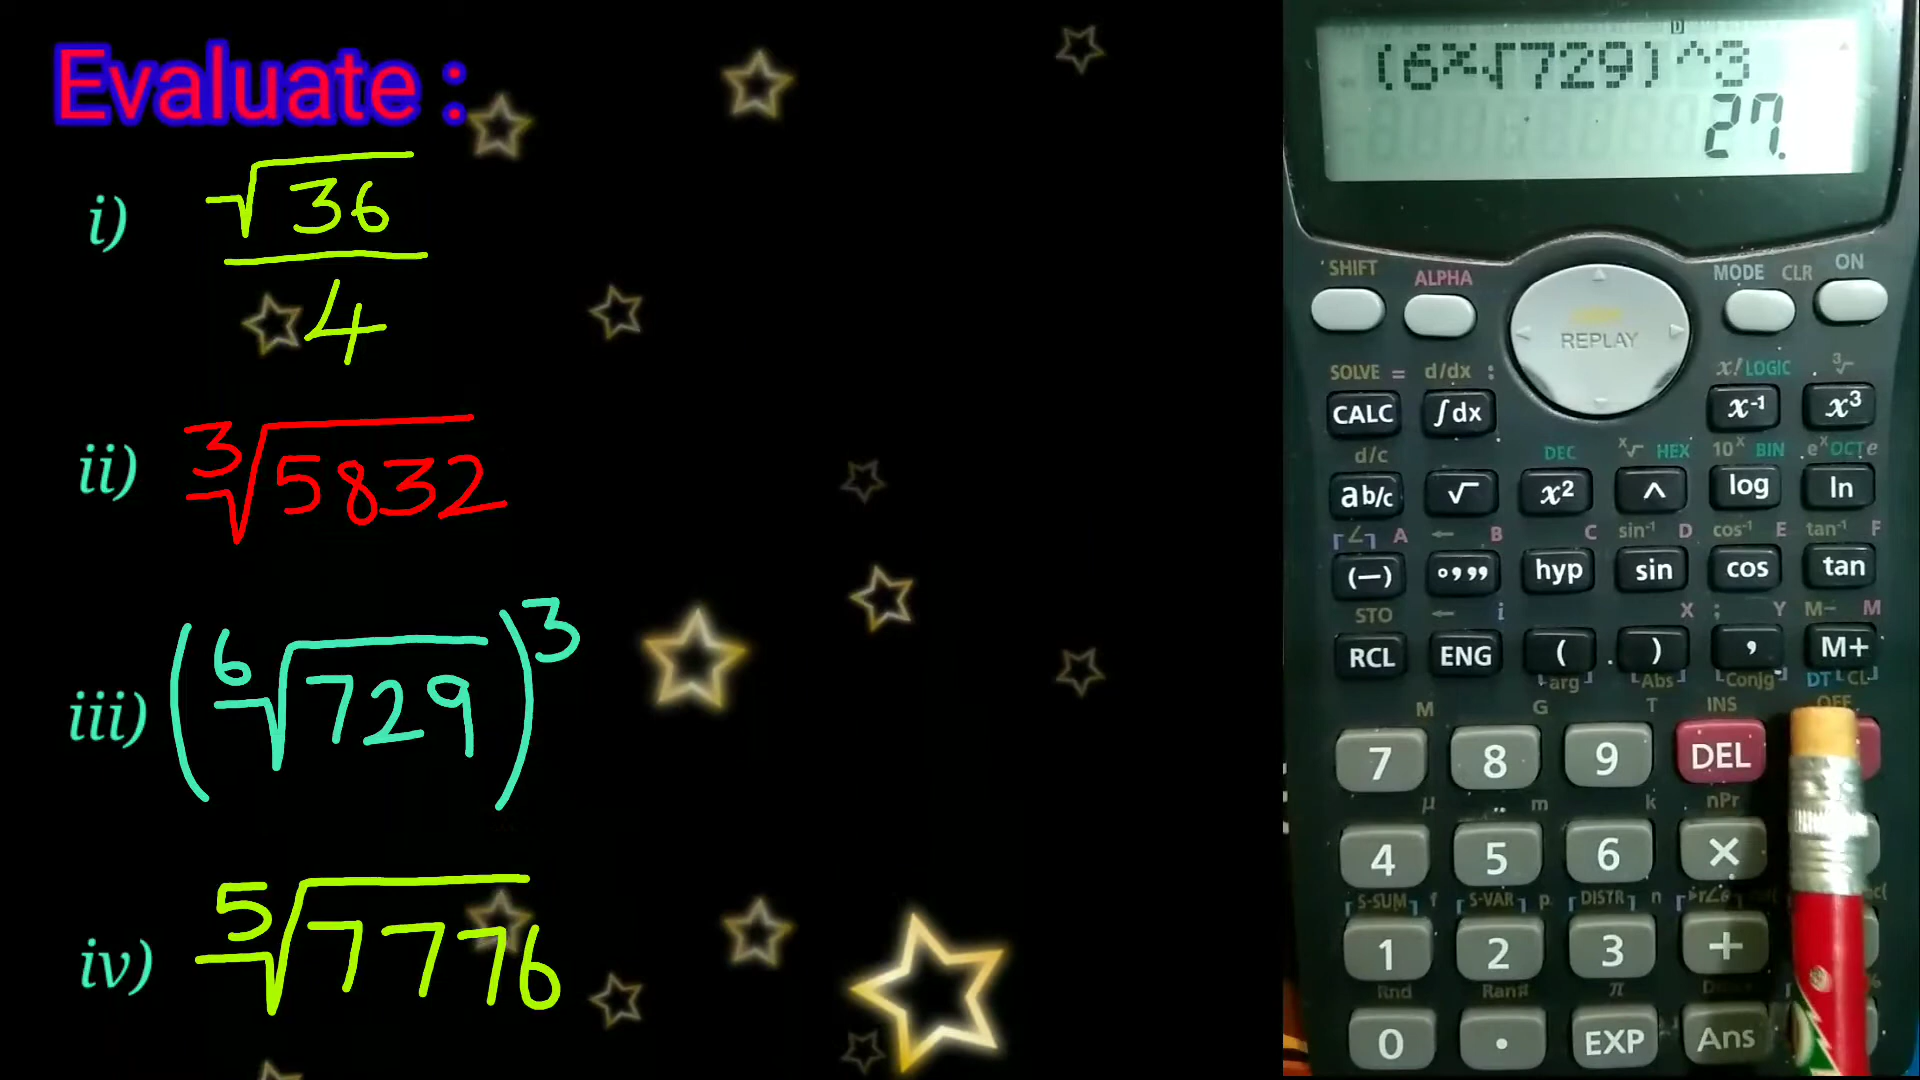 Evaluate :
i) √36
4
ii) ∛5832
iii) (⁶√729)³
iv) ⁵√7776
D
(6ˣ√729)^3
27.
SHIFT ALPHA MODE CLR ON
REPLAY
SOLVE = d/dx : x! LOGIC ³√
CALC ∫dx x⁻¹ x³
d/c DEC ˣ√ HEX 10ˣ BIN eˣ OCT e
ab/c √ x² ^ log ln
∠ A ← B C sin⁻¹ D cos⁻¹ E tan⁻¹ F
(−) °,,, hyp sin cos tan
STO ← i X ; Y M− M
RCL ENG ( ) , M+
arg Abs Conjg DT CL
M G T INS OFF
7 8 9 DEL
μ m k nPr
4 5 6 ×
S-SUM f S-VAR p DISTR n ▸r∠θ
1 2 3 +
Rnd Ran# π
0 . EXP Ans